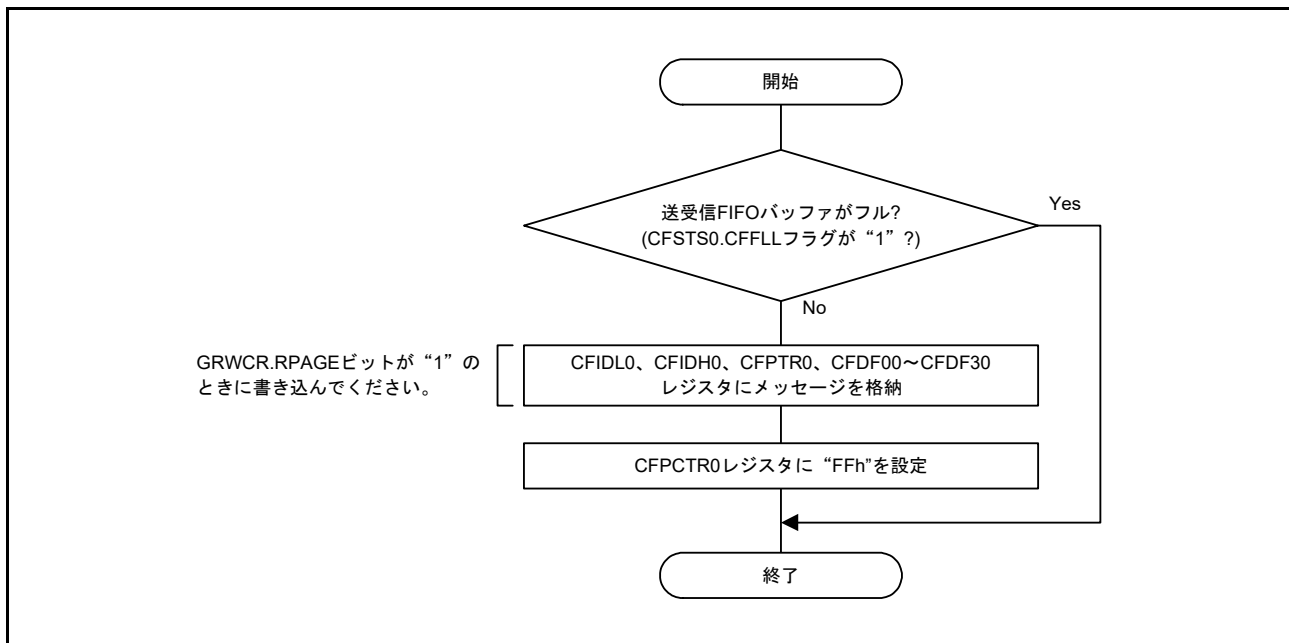 開始
送受信FIFOバッファがフル?
(CFSTS0.CFFLLフラグが“1”?)
Yes
No
GRWCR.RPAGEビットが“1”の
ときに書き込んでください。
CFIDL0、CFIDH0、CFPTR0、CFDF00～CFDF30
レジスタにメッセージを格納
CFPCTR0レジスタに“FFh”を設定
終了